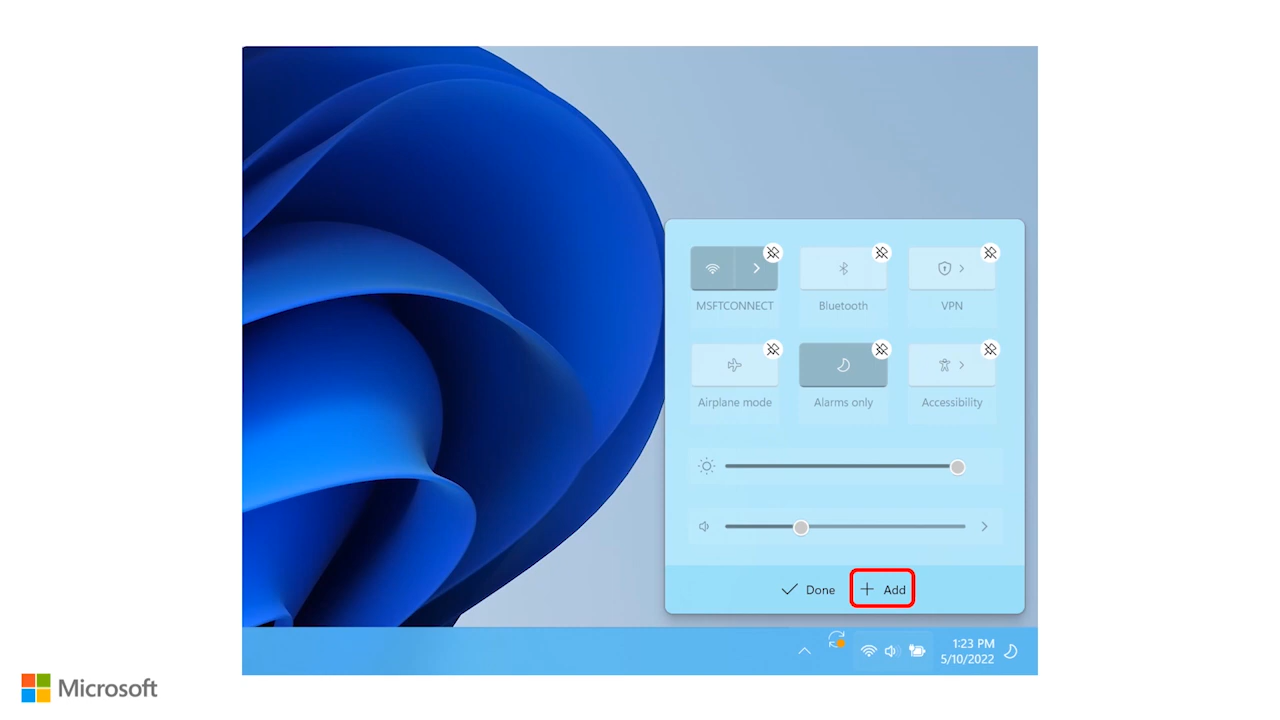 MSFTCONNECT
Bluetooth
VPN
Airplane mode
Alarms only
Accessibility
Done
Add
1:23 PM
5/10/2022
Microsoft